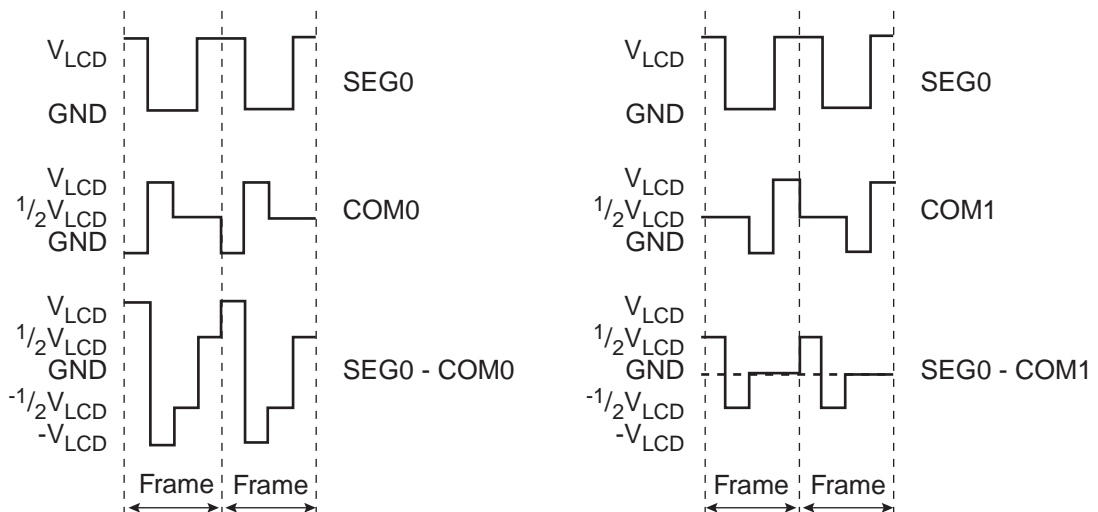 V_LCD
GND
SEG0
V_LCD
1/2V_LCD
GND
COM0
V_LCD
1/2V_LCD
GND
-1/2V_LCD
-V_LCD
SEG0 - COM0
Frame Frame
V_LCD
GND
SEG0
V_LCD
1/2V_LCD
GND
COM1
V_LCD
1/2V_LCD
GND
-1/2V_LCD
-V_LCD
SEG0 - COM1
Frame Frame